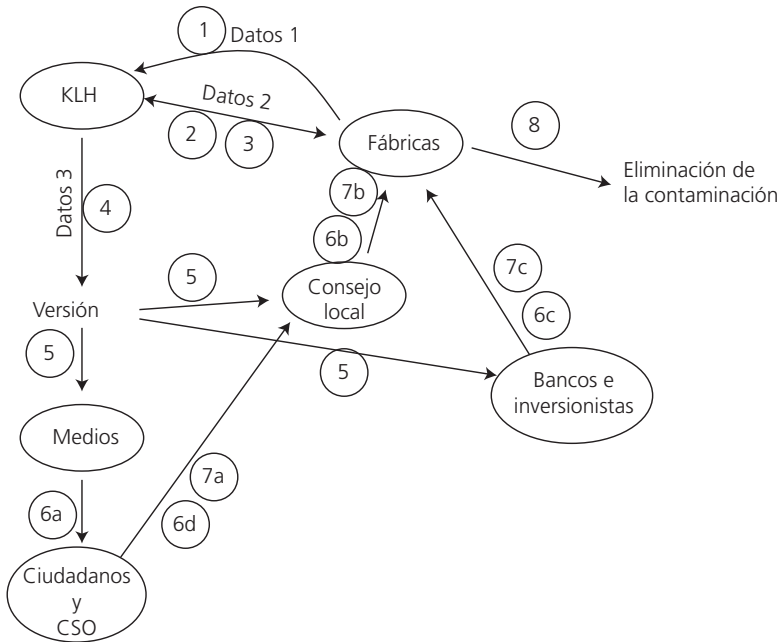 1
Datos 1
KLH
Datos 2
2
3
Fábricas
8
Eliminación de
la contaminación
Datos 3
4
7b
6b
5
Consejo
local
7c
6c
Versión
5
5
Bancos e
inversionistas
Medios
7a
6a
6d
Ciudadanos
y
CSO